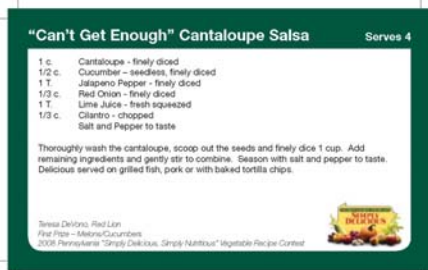 “Can’t Get Enough” Cantaloupe Salsa Serves 4
1 c. Cantaloupe - finely diced
1/2 c. Cucumber – seedless, finely diced
1 T. Jalapeno Pepper - finely diced
1/3 c. Red Onion - finely diced
1 T. Lime Juice - fresh squeezed
1/3 c. Cilantro - chopped
Salt and Pepper to taste
Thoroughly wash the cantaloupe, scoop out the seeds and finely dice 1 cup. Add
remaining ingredients and gently stir to combine. Season with salt and pepper to taste.
Delicious served on grilled fish, pork or with baked tortilla chips.
Teresa DeVono, Red Lion
First Prize – Melons/Cucumbers
2008 Pennsylvania "Simply Delicious, Simply Nutritious" Vegetable Recipe Contest
SIMPLY
DELICIOUS